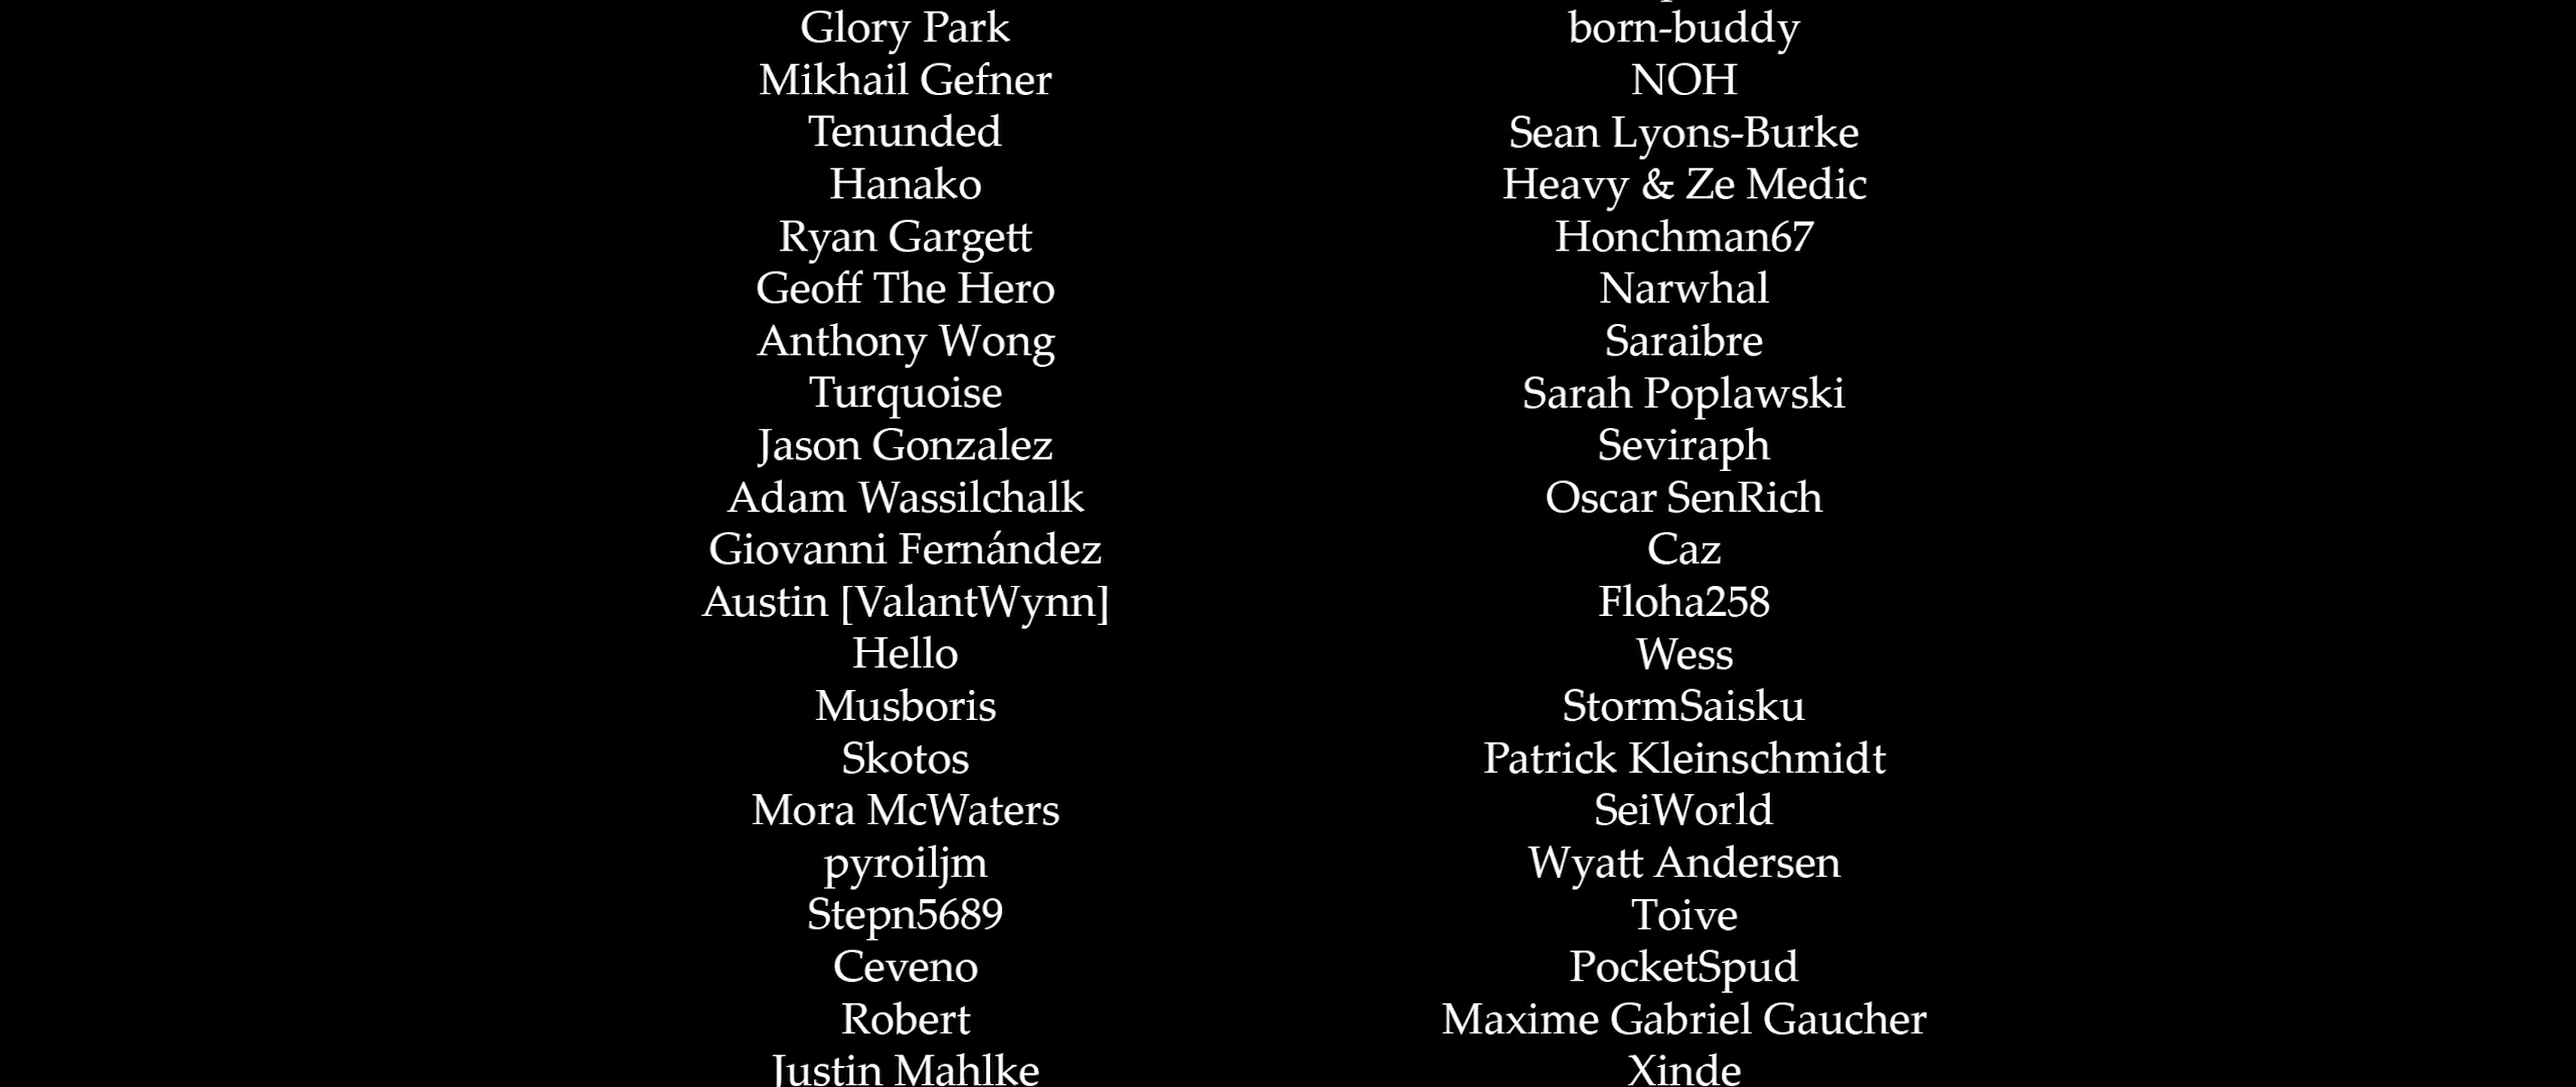 Glory Park
Mikhail Gefner
Tenunded
Hanako
Ryan Gargett
Geoff The Hero
Anthony Wong
Turquoise
Jason Gonzalez
Adam Wassilchalk
Giovanni Fernández
Austin [ValantWynn]
Hello
Musboris
Skotos
Mora McWaters
pyroiljm
Stepn5689
Ceveno
Robert
Justin Mahlke
born-buddy
NOH
Sean Lyons-Burke
Heavy & Ze Medic
Honchman67
Narwhal
Saraibre
Sarah Poplawski
Seviraph
Oscar SenRich
Caz
Floha258
Wess
StormSaisku
Patrick Kleinschmidt
SeiWorld
Wyatt Andersen
Toive
PocketSpud
Maxime Gabriel Gaucher
Xinde